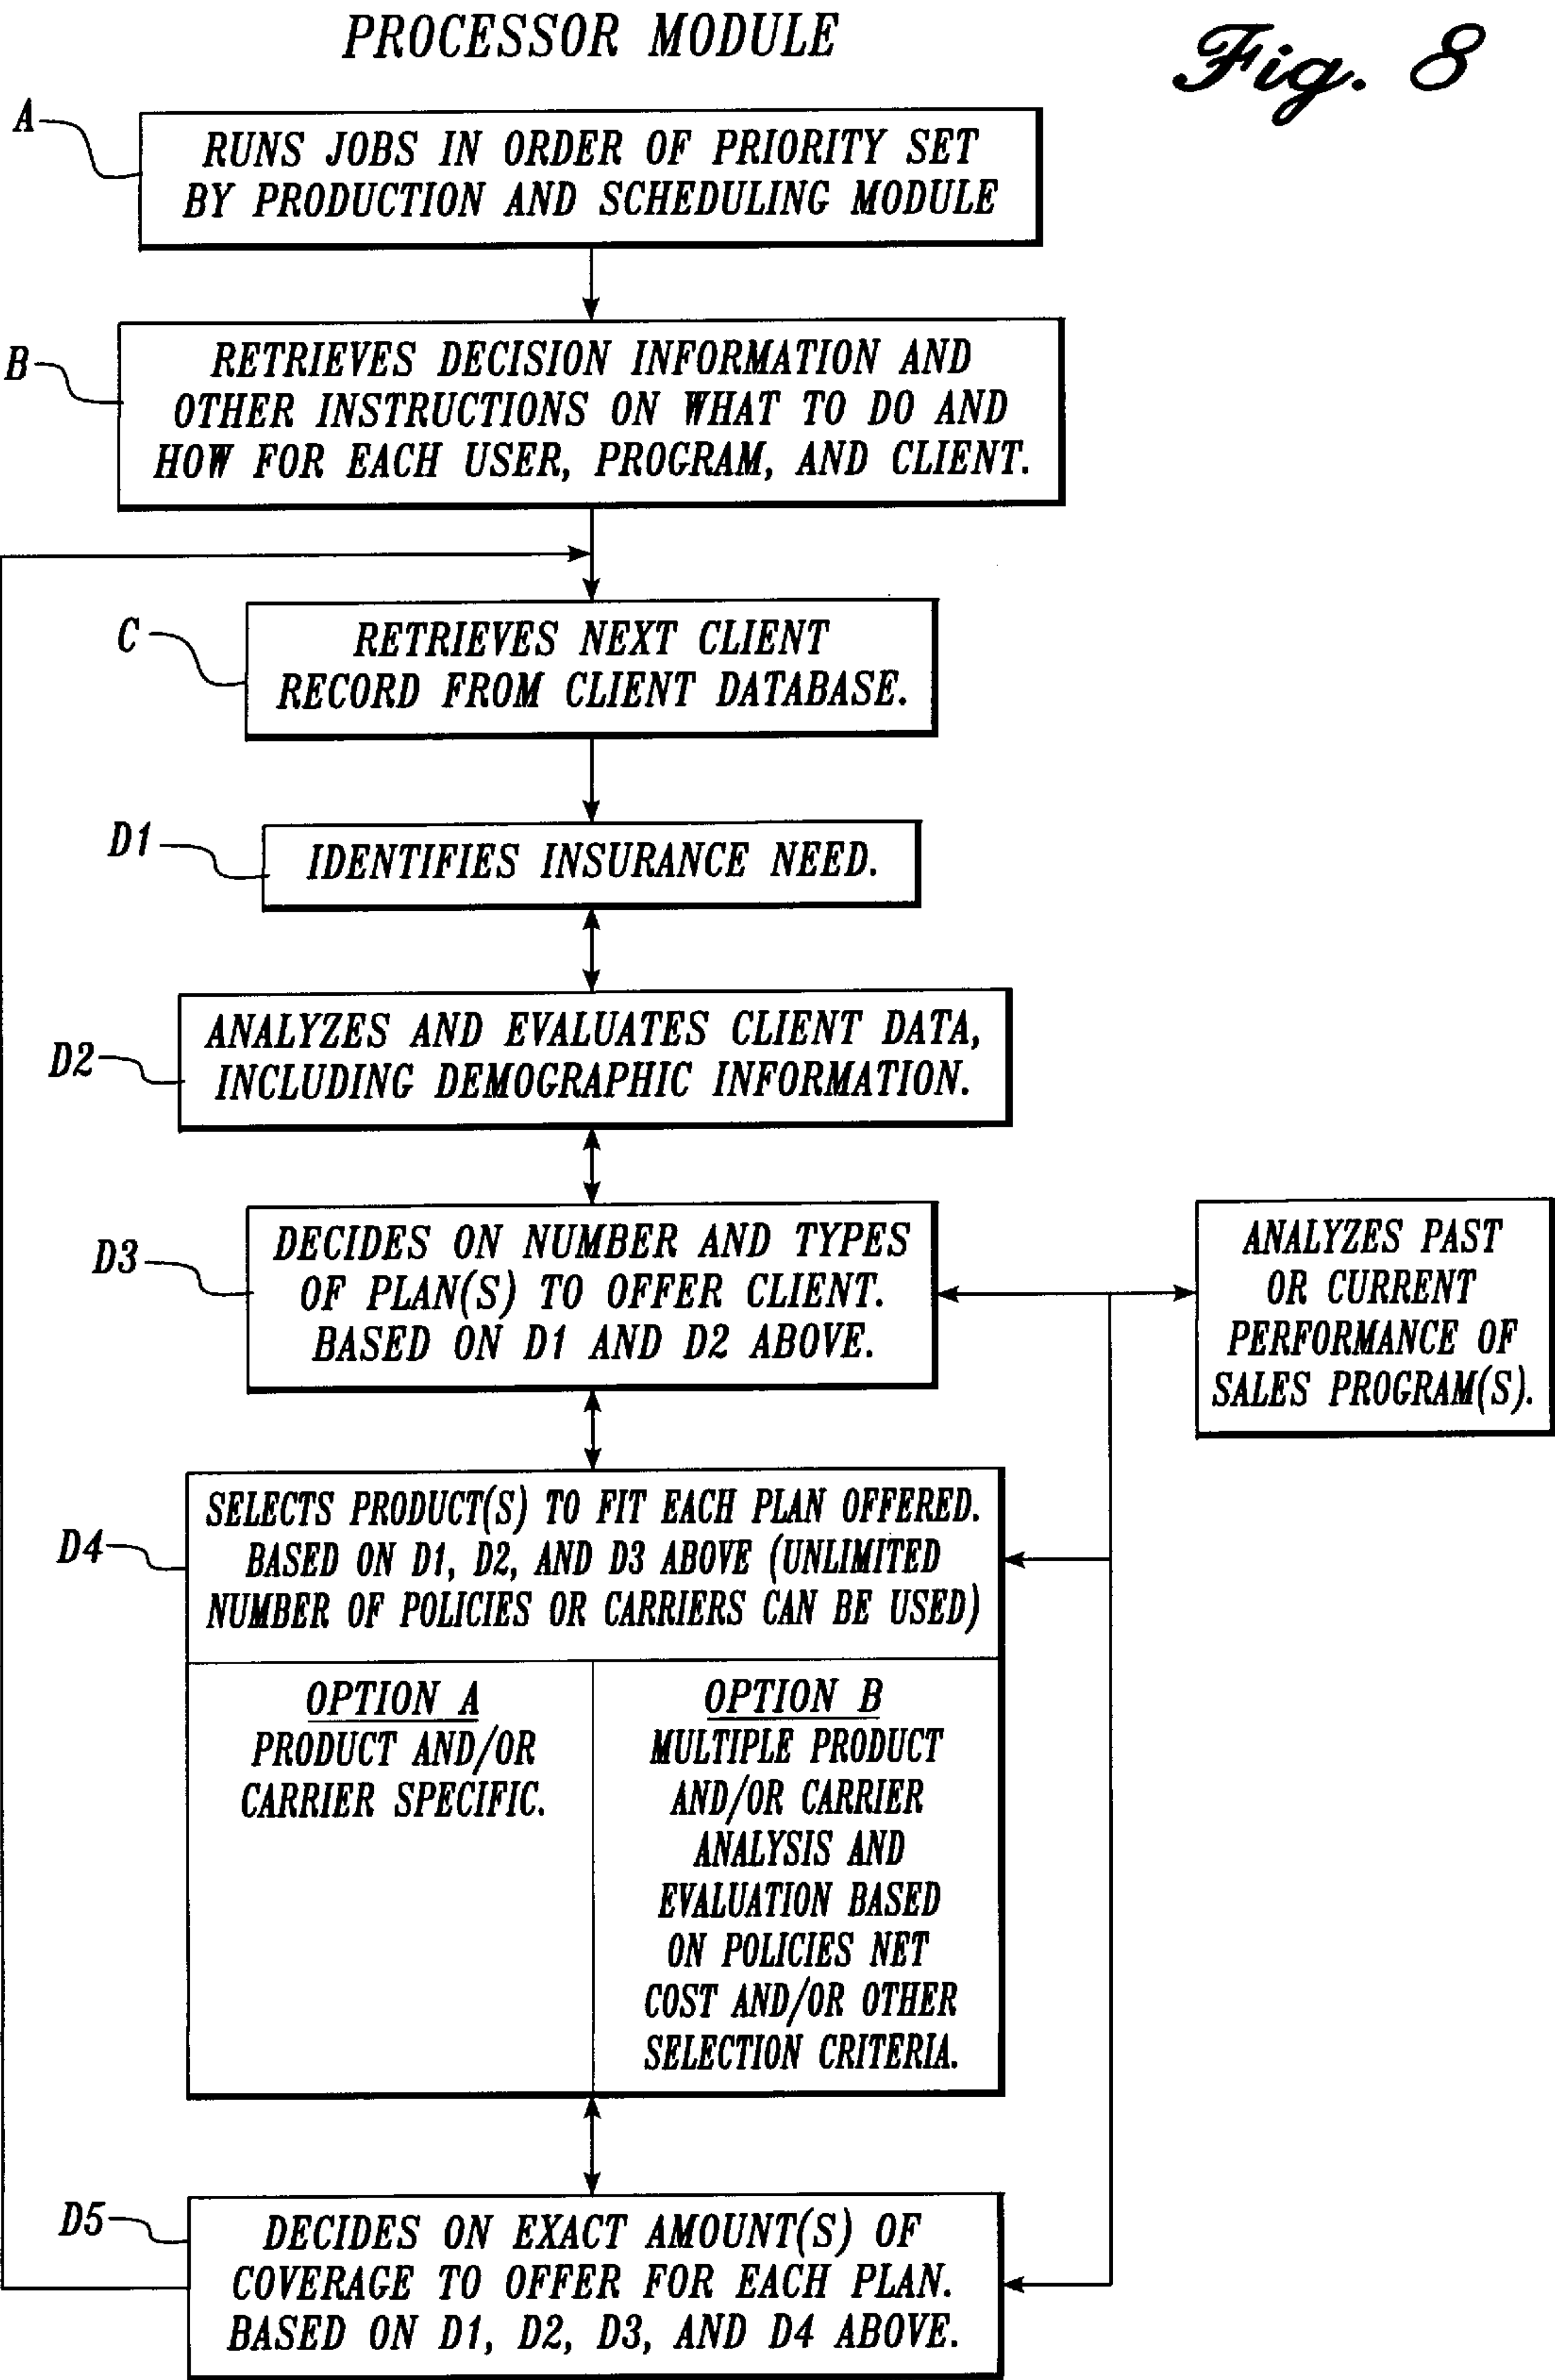 PROCESSOR MODULE
Fig. 8
A
RUNS JOBS IN ORDER OF PRIORITY SET
BY PRODUCTION AND SCHEDULING MODULE
B
RETRIEVES DECISION INFORMATION AND
OTHER INSTRUCTIONS ON WHAT TO DO AND
HOW FOR EACH USER, PROGRAM, AND CLIENT.
C
RETRIEVES NEXT CLIENT
RECORD FROM CLIENT DATABASE.
D1
IDENTIFIES INSURANCE NEED.
D2
ANALYZES AND EVALUATES CLIENT DATA,
INCLUDING DEMOGRAPHIC INFORMATION.
D3
DECIDES ON NUMBER AND TYPES
OF PLAN(S) TO OFFER CLIENT.
BASED ON D1 AND D2 ABOVE.
ANALYZES PAST
OR CURRENT
PERFORMANCE OF
SALES PROGRAM(S).
D4
SELECTS PRODUCT(S) TO FIT EACH PLAN OFFERED.
BASED ON D1, D2, AND D3 ABOVE (UNLIMITED
NUMBER OF POLICIES OR CARRIERS CAN BE USED)
OPTION A
PRODUCT AND/OR
CARRIER SPECIFIC.
OPTION B
MULTIPLE PRODUCT
AND/OR CARRIER
ANALYSIS AND
EVALUATION BASED
ON POLICIES NET
COST AND/OR OTHER
SELECTION CRITERIA.
D5
DECIDES ON EXACT AMOUNT(S) OF
COVERAGE TO OFFER FOR EACH PLAN.
BASED ON D1, D2, D3, AND D4 ABOVE.